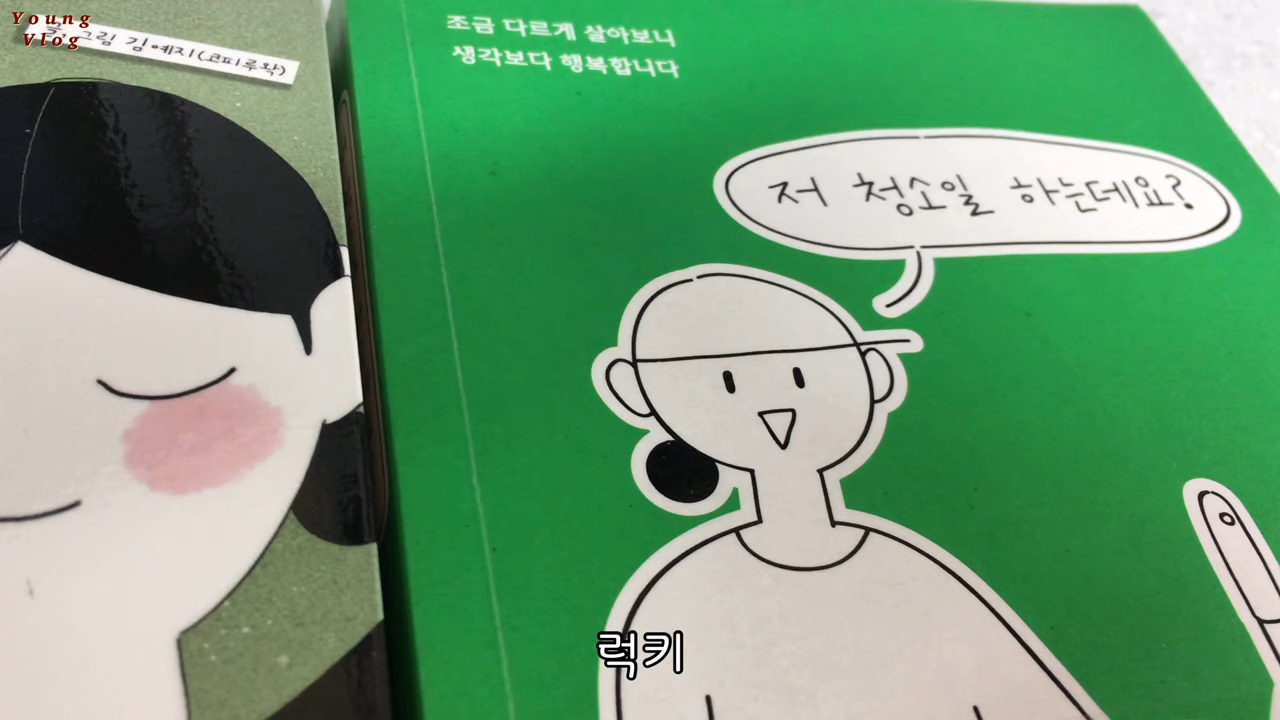 Young
Vlog
글, 그림 김예지(코피루왁)
조금 다르게 살아보니
생각보다 행복합니다
저 청소일 하는데요?
럭키